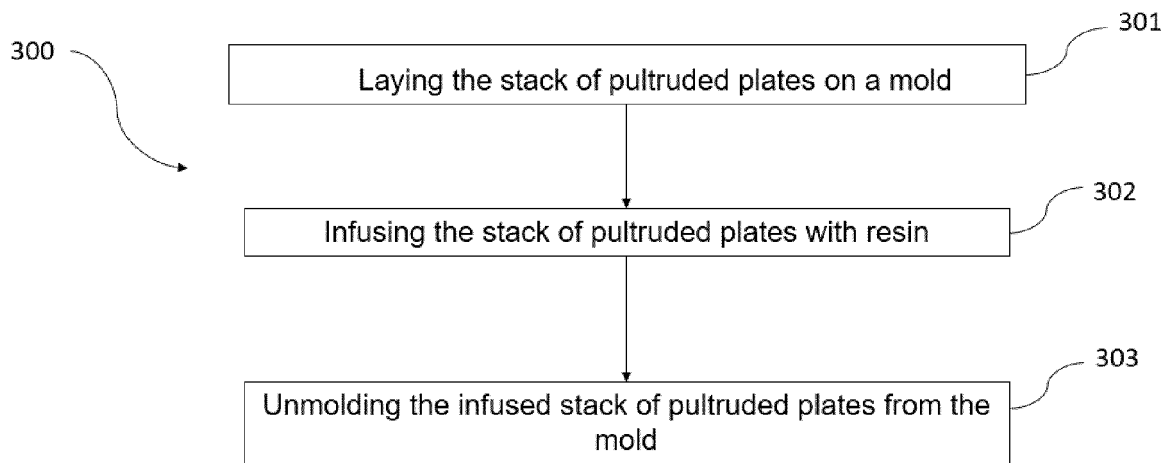 300
301
Laying the stack of pultruded plates on a mold
302
Infusing the stack of pultruded plates with resin
303
Unmolding the infused stack of pultruded plates from the
mold